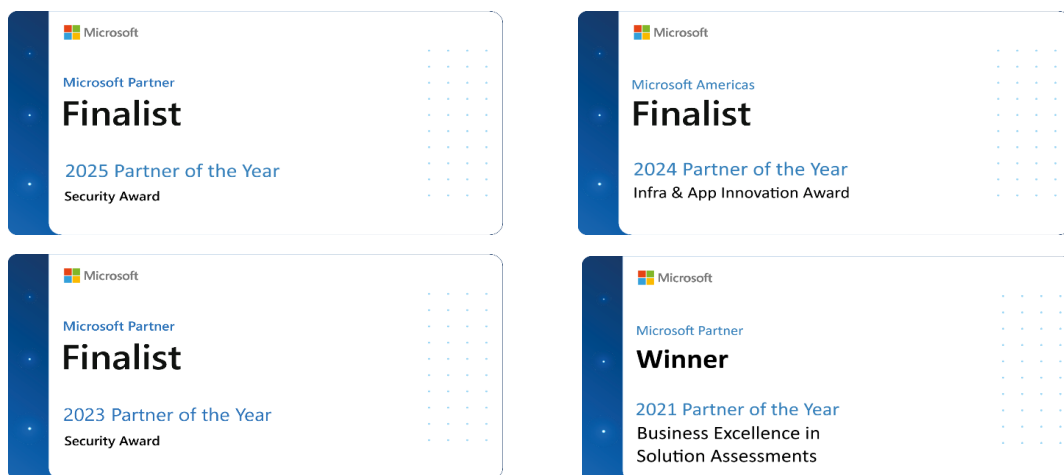 Microsoft
Microsoft Partner
Finalist
2025 Partner of the Year
Security Award
Microsoft
Microsoft Americas
Finalist
2024 Partner of the Year
Infra & App Innovation Award
Microsoft
Microsoft Partner
Finalist
2023 Partner of the Year
Security Award
Microsoft
Microsoft Partner
Winner
2021 Partner of the Year
Business Excellence in
Solution Assessments